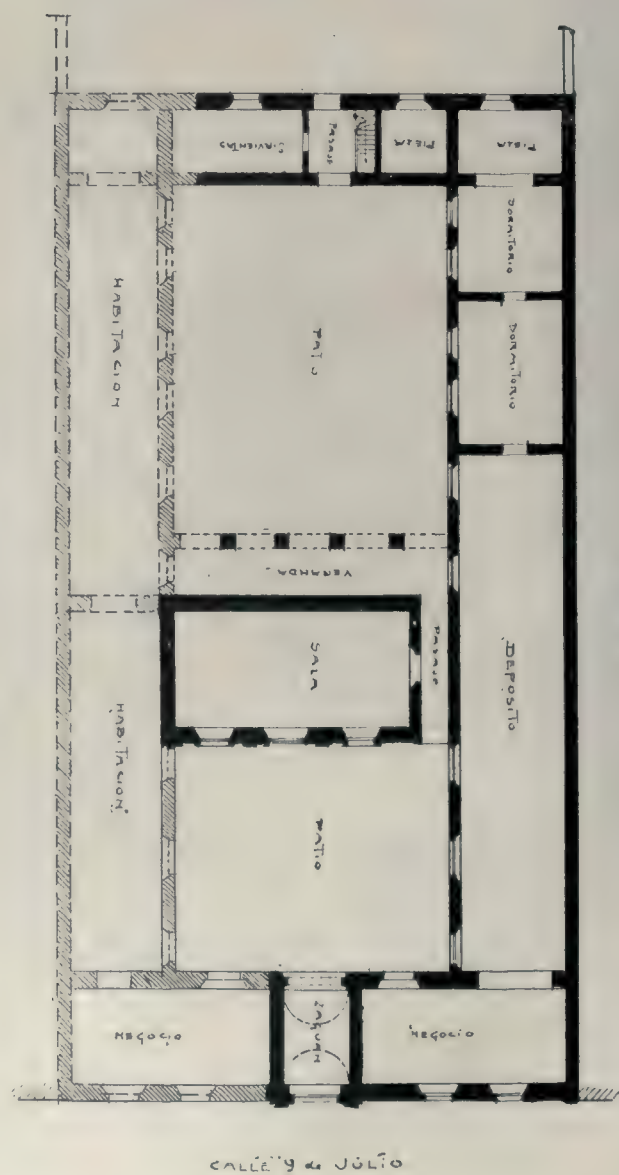 SIRVIENTAS
PASAJE
PIEZA
PIEZA
DORMITORIO
HABITACION
PATIO
DORMITORIO
VERANDA
SALA
PASAJE
DEPOSITO
HABITACION
PATIO
NEGOCIO
ZAGUAN
NEGOCIO
CALLE 9 de JULIO